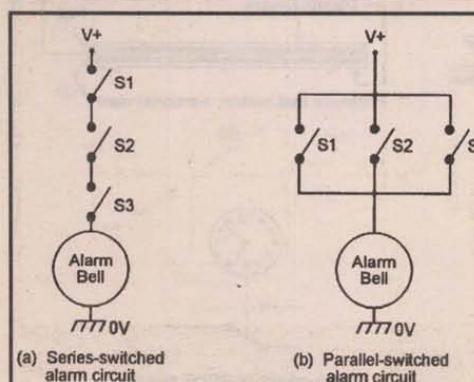 V+
S1
S2
S3
Alarm
Bell
0V
(a) Series-switched
alarm circuit
V+
S1
S2
S
Alarm
Bell
0V
(b) Parallel-switched
alarm circuit